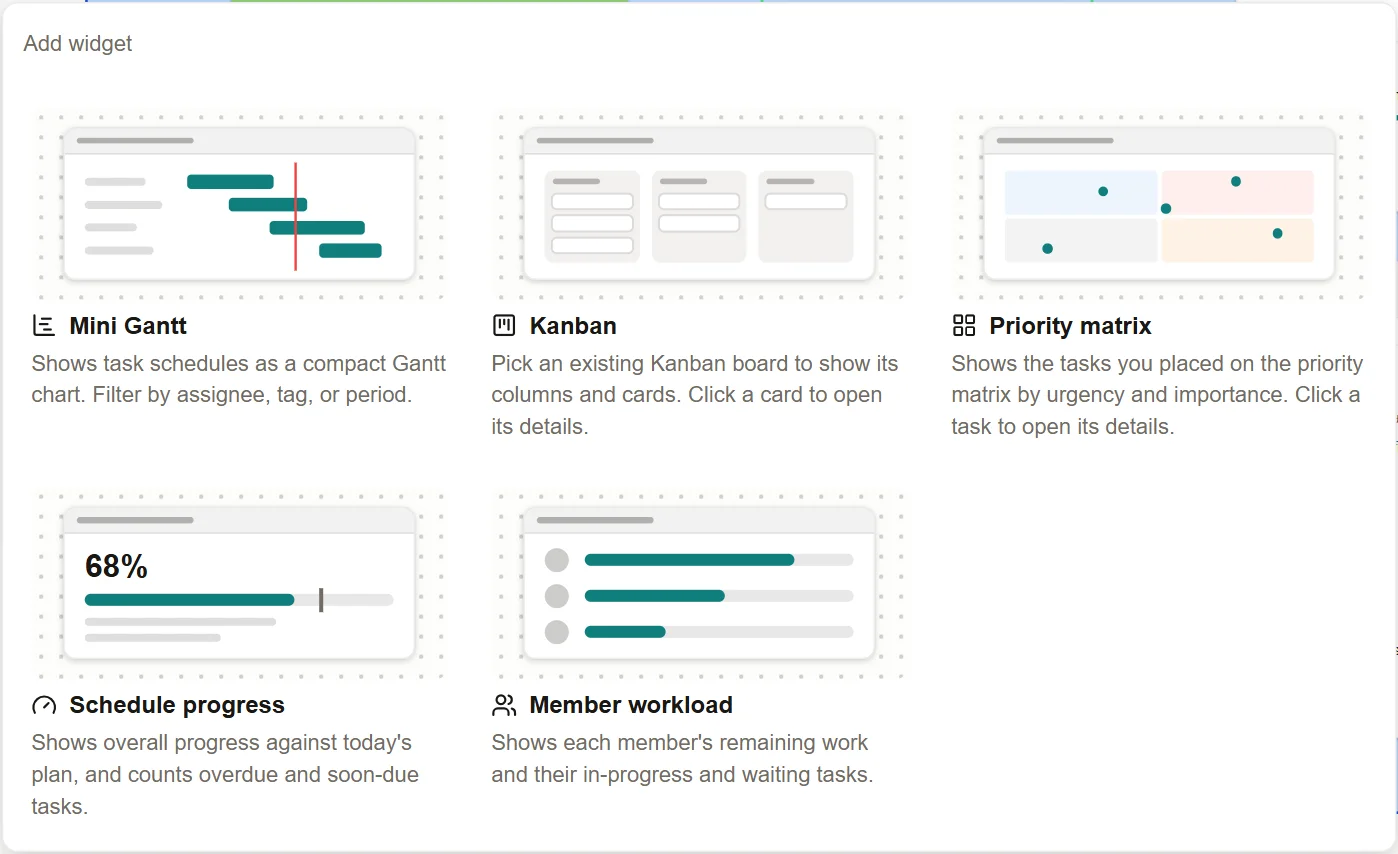 Add widget
Mini Gantt
Shows task schedules as a compact Gantt
chart. Filter by assignee, tag, or period.
Kanban
Pick an existing Kanban board to show its
columns and cards. Click a card to open
its details.
Priority matrix
Shows the tasks you placed on the priority
matrix by urgency and importance. Click a
task to open its details.
68%
Schedule progress
Shows overall progress against today's
plan, and counts overdue and soon-due
tasks.
Member workload
Shows each member's remaining work
and their in-progress and waiting tasks.